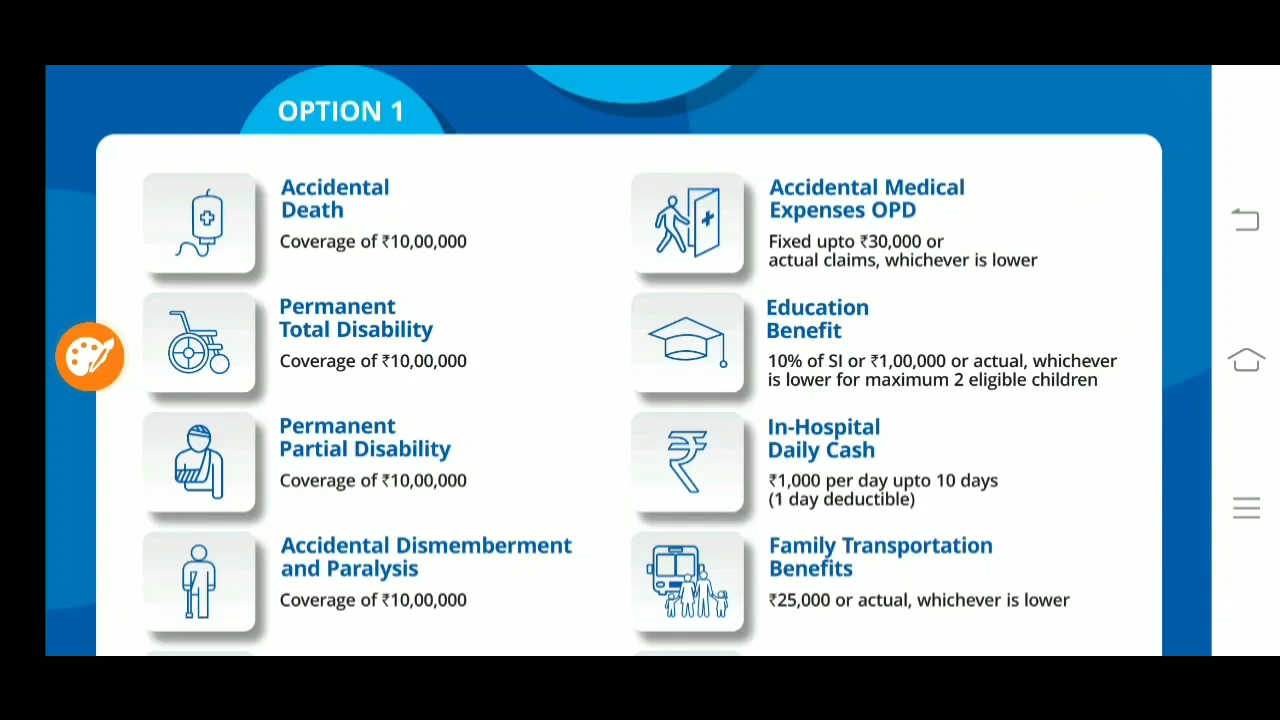 OPTION 1
Accidental
Death
Coverage of ₹10,00,000
Permanent
Total Disability
Coverage of ₹10,00,000
Permanent
Partial Disability
Coverage of ₹10,00,000
Accidental Dismemberment
and Paralysis
Coverage of ₹10,00,000
Accidental Medical
Expenses OPD
Fixed upto ₹30,000 or
actual claims, whichever is lower
Education
Benefit
10% of SI or ₹1,00,000 or actual, whichever
is lower for maximum 2 eligible children
In-Hospital
Daily Cash
₹1,000 per day upto 10 days
(1 day deductible)
Family Transportation
Benefits
₹25,000 or actual, whichever is lower